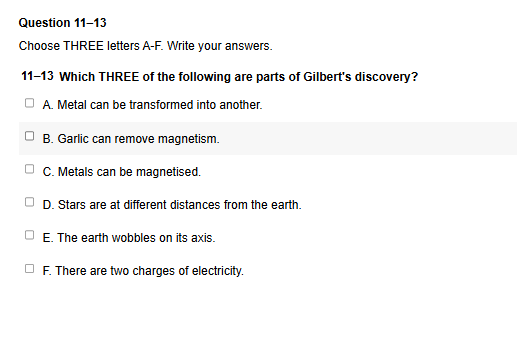 Question 11–13
Choose THREE letters A-F. Write your answers.
11–13 Which THREE of the following are parts of Gilbert's discovery?
A. Metal can be transformed into another.
B. Garlic can remove magnetism.
C. Metals can be magnetised.
D. Stars are at different distances from the earth.
E. The earth wobbles on its axis.
F. There are two charges of electricity.